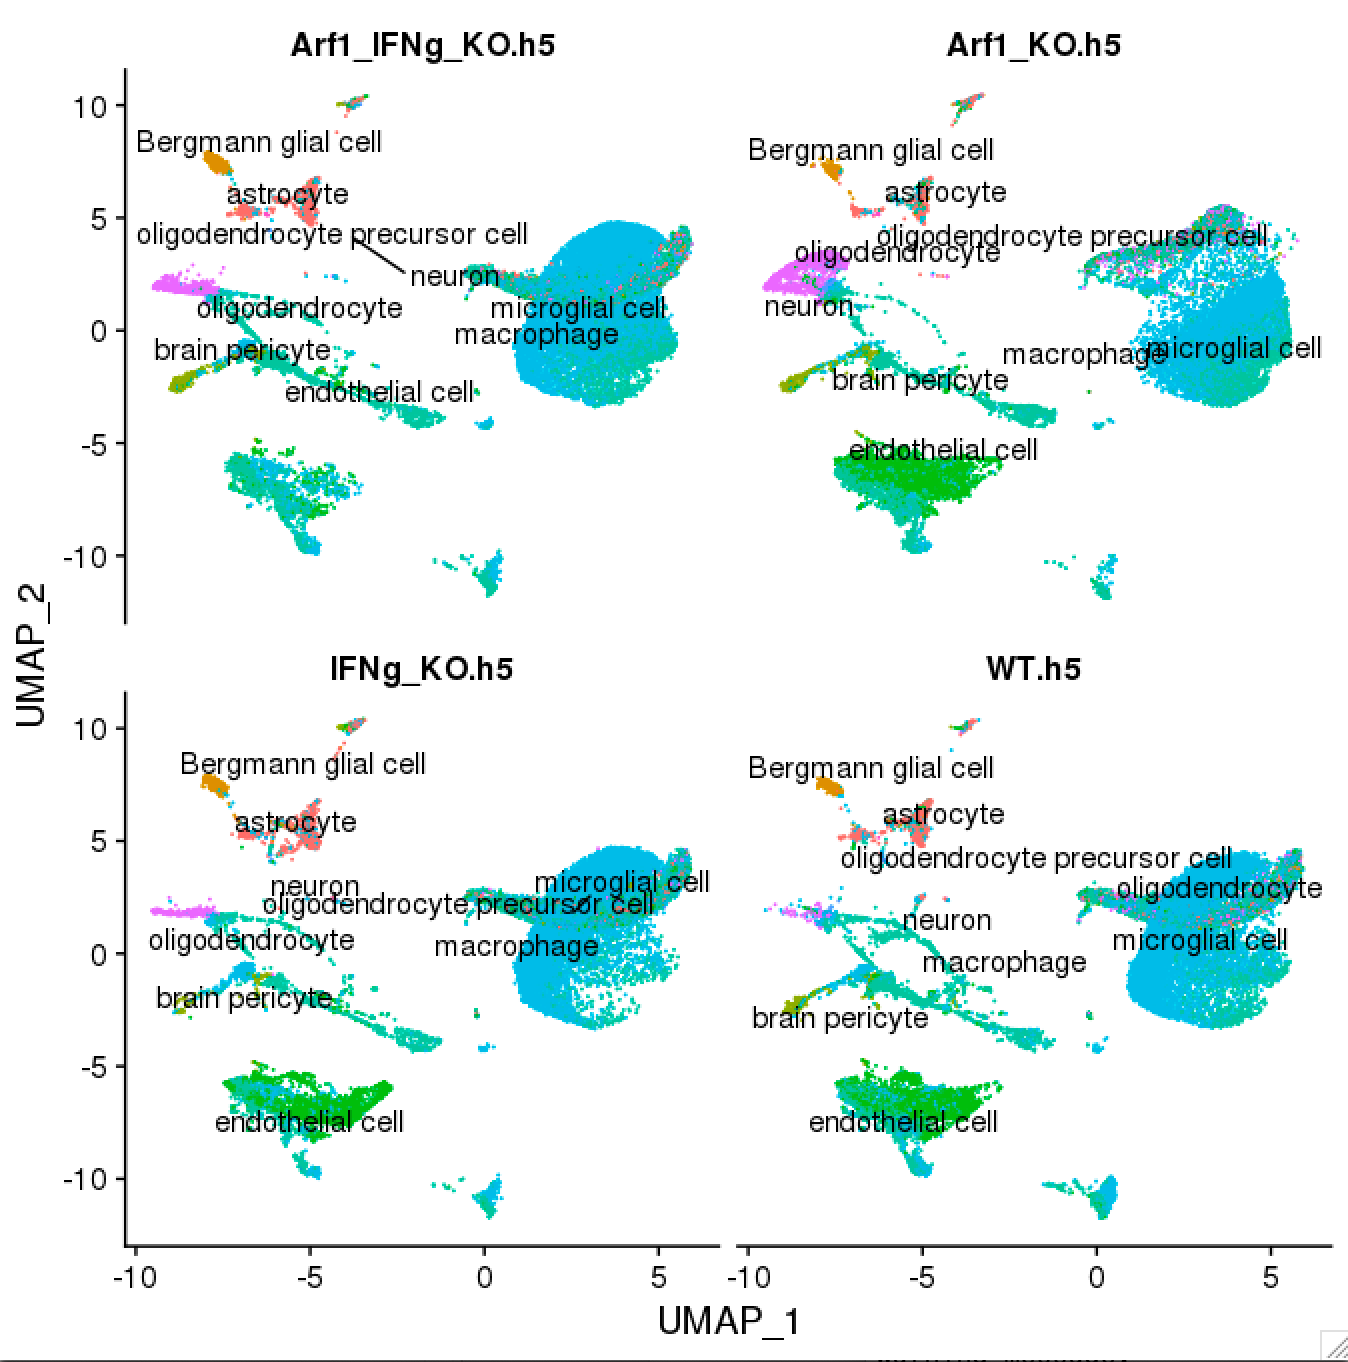 Arf1_IFNg_KO.h5
Arf1_KO.h5
10
5
0
-5
-10
Bergmann glial cell
astrocyte
oligodendrocyte precursor cell
neuron
oligodendrocyte
microglial cell
macrophage
brain pericyte
endothelial cell
Bergmann glial cell
astrocyte
oligodendrocyte precursor cell
oligodendrocyte
neuron
macrophage
microglial cell
brain pericyte
endothelial cell
UMAP_2
IFNg_KO.h5
WT.h5
10
5
0
-5
-10
Bergmann glial cell
astrocyte
neuron
microglial cell
oligodendrocyte precursor cell
oligodendrocyte
macrophage
brain pericyte
endothelial cell
Bergmann glial cell
astrocyte
oligodendrocyte precursor cell
oligodendrocyte
neuron
microglial cell
macrophage
brain pericyte
endothelial cell
-10
-5
0
5
-10
-5
0
5
UMAP_1